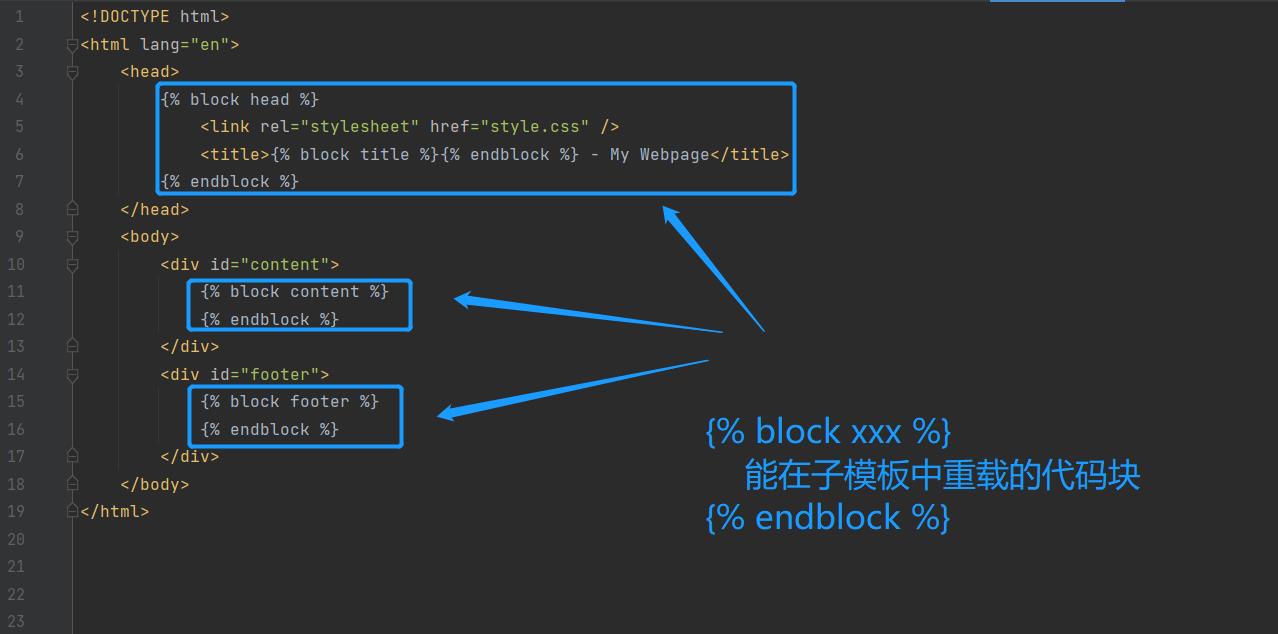 1 <!DOCTYPE html>
2 <html lang="en">
3 <head>
4 {% block head %}
5 <link rel="stylesheet" href="style.css" />
6 <title>{% block title %}{% endblock %} - My Webpage</title>
7 {% endblock %}
8 </head>
9 <body>
10 <div id="content">
11 {% block content %}
12 {% endblock %}
13 </div>
14 <div id="footer">
15 {% block footer %}
16 {% endblock %}
17 </div>
18 </body>
19 </html>
20
21
22
23
{% block xxx %}
能在子模板中重载的代码块
{% endblock %}